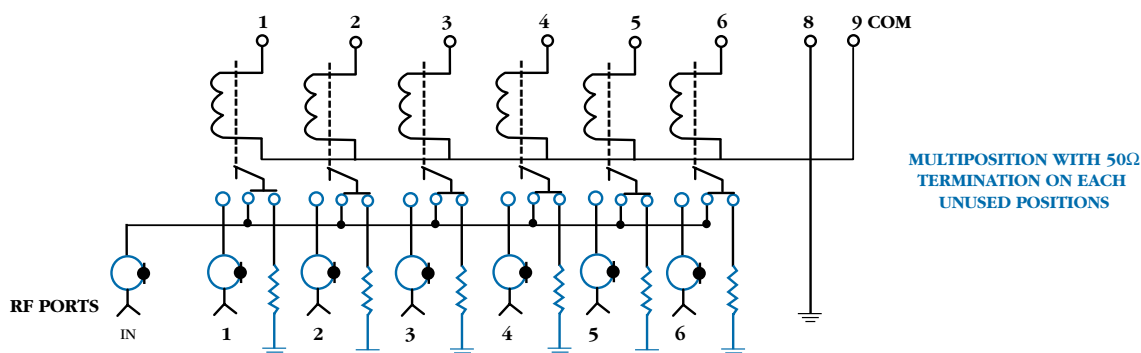 1 2 3 4 5 6 8 9 COM
MULTIPOSITION WITH 50Ω
TERMINATION ON EACH
UNUSED POSITIONS
RF PORTS
IN 1 2 3 4 5 6